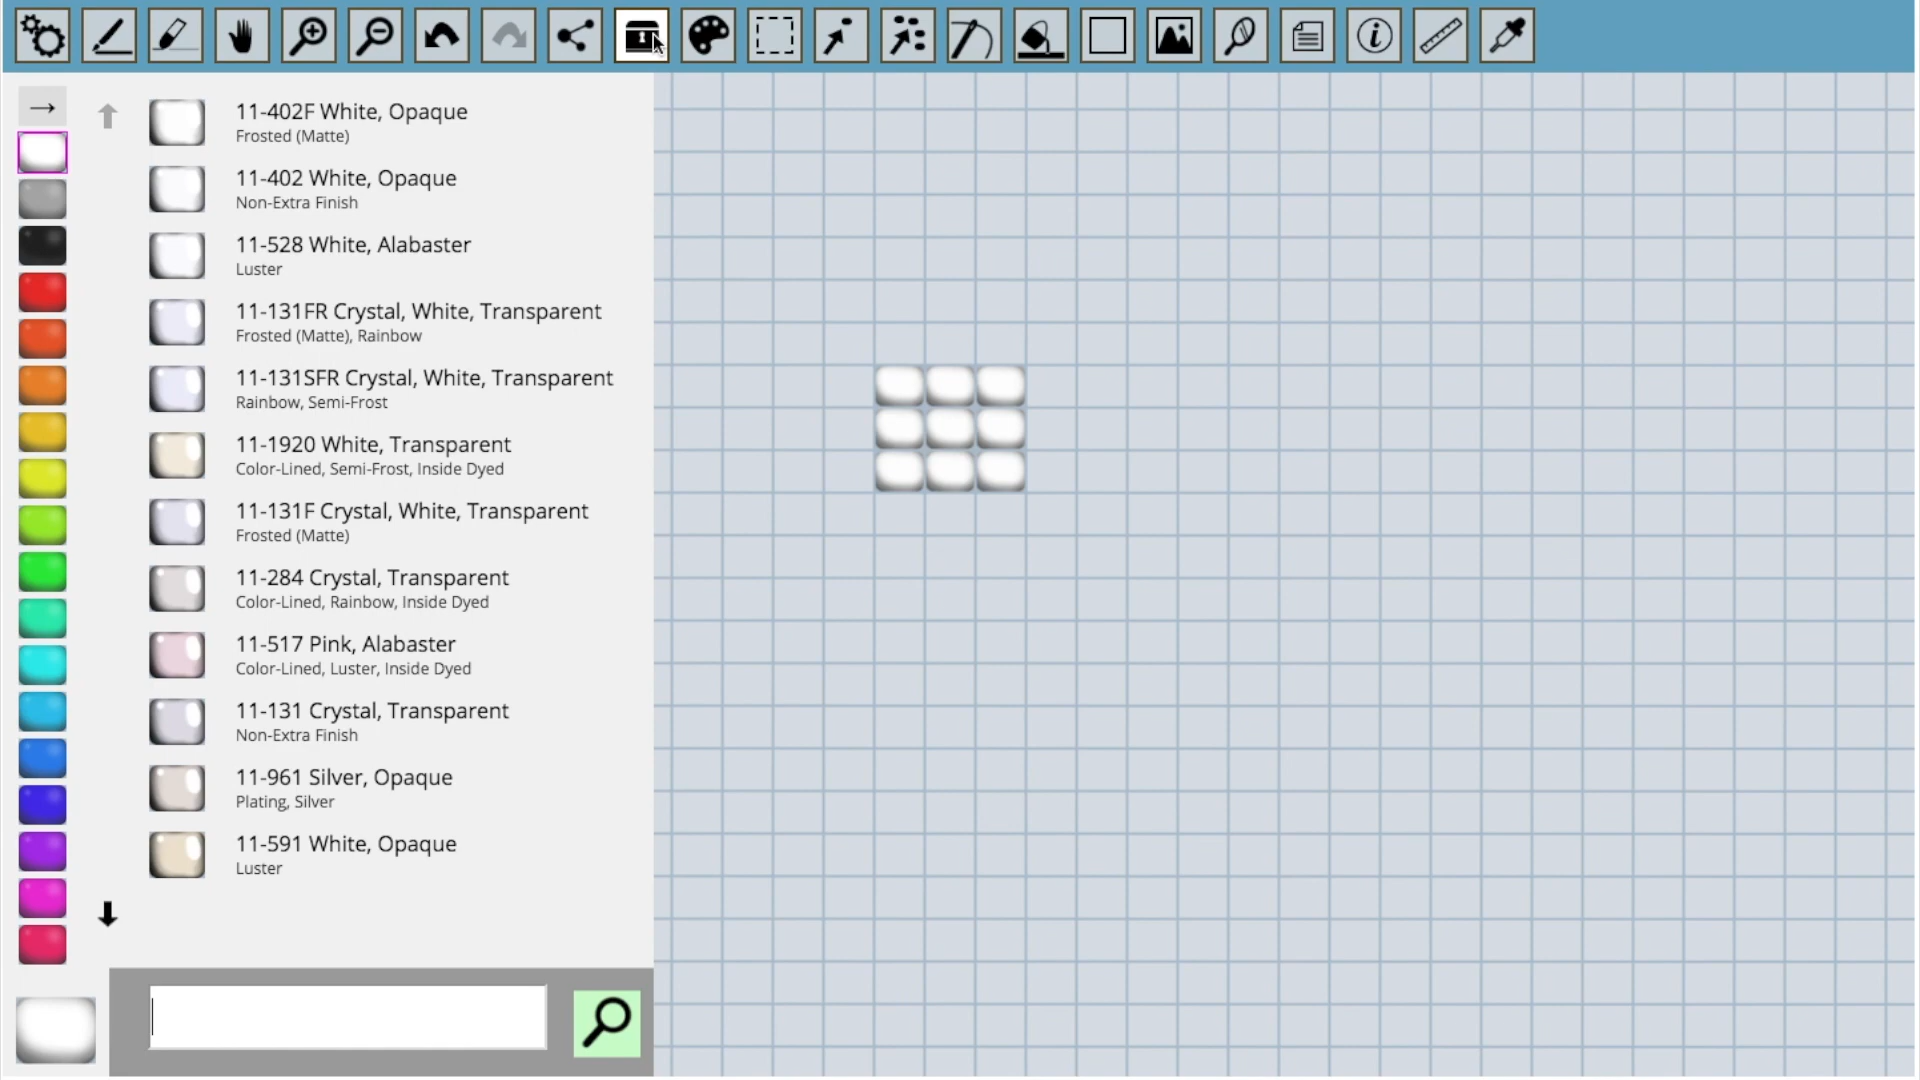 11-402F White, Opaque
Frosted (Matte)
11-402 White, Opaque
Non-Extra Finish
11-528 White, Alabaster
Luster
11-131FR Crystal, White, Transparent
Frosted (Matte), Rainbow
11-131SFR Crystal, White, Transparent
Rainbow, Semi-Frost
11-1920 White, Transparent
Color-Lined, Semi-Frost, Inside Dyed
11-131F Crystal, White, Transparent
Frosted (Matte)
11-284 Crystal, Transparent
Color-Lined, Rainbow, Inside Dyed
11-517 Pink, Alabaster
Color-Lined, Luster, Inside Dyed
11-131 Crystal, Transparent
Non-Extra Finish
11-961 Silver, Opaque
Plating, Silver
11-591 White, Opaque
Luster